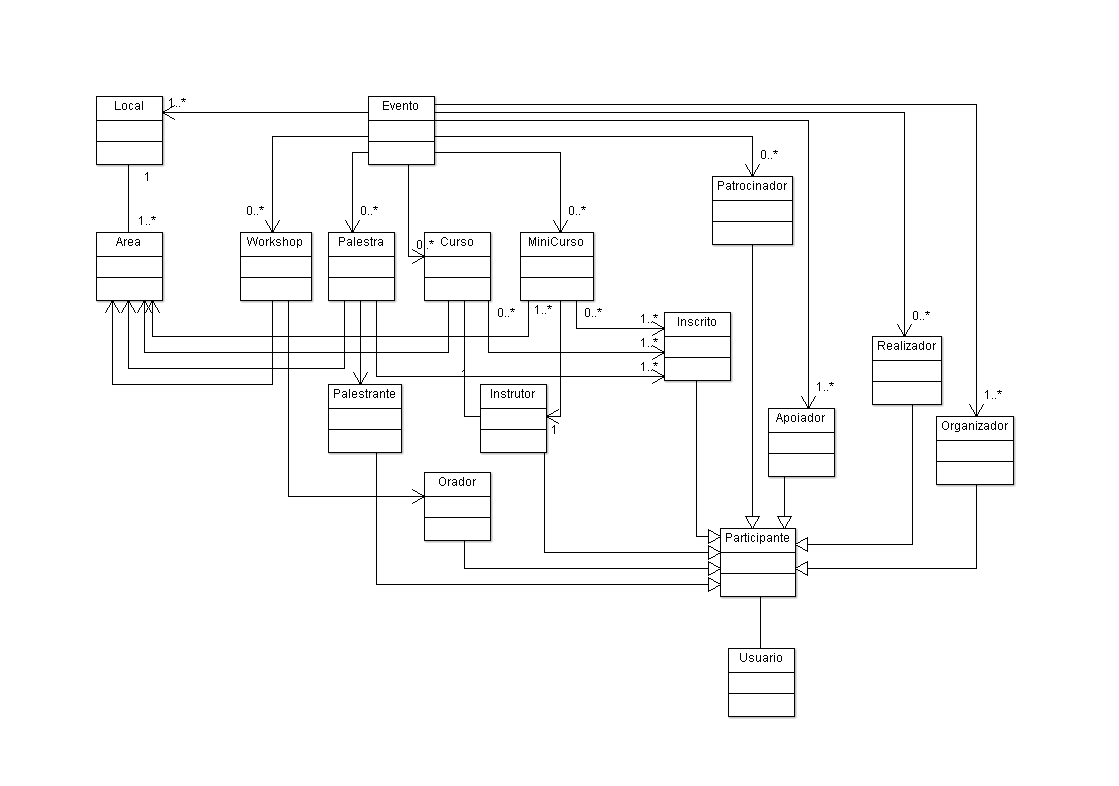 Local
1..*
Evento
0..*
Patrocinador
1
1..*
0..*
0..*
0..*
0..*
Area
Workshop
Palestra
Curso
MiniCurso
0..*
1..*
0..*
1..*
Inscrito
0..*
Realizador
1..*
1..*
Palestrante
Instrutor
1..*
1..*
Apoiador
Organizador
1
Orador
Participante
Usuario